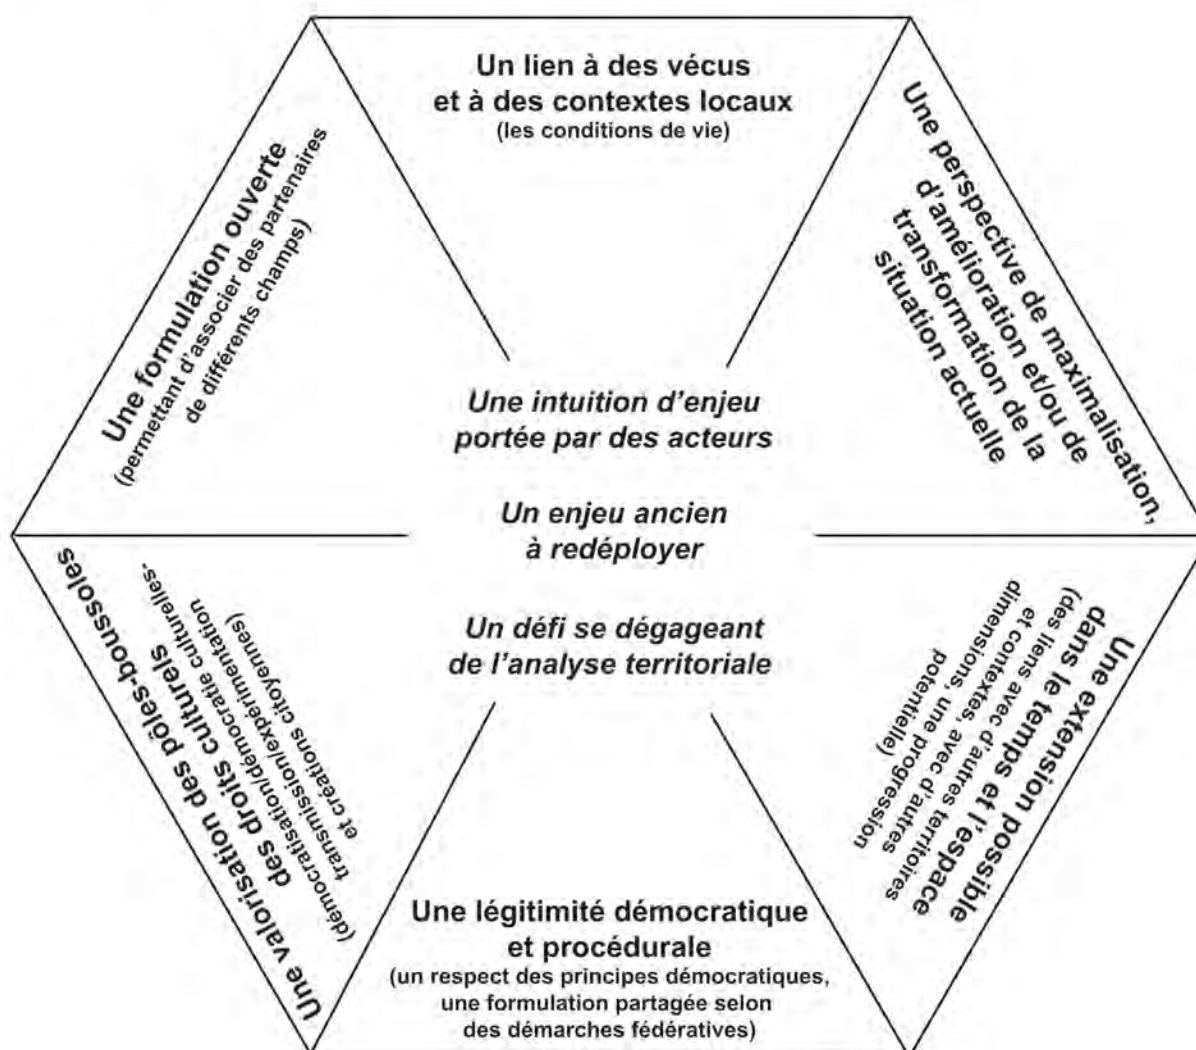 Un lien à des vécus
et à des contextes locaux
(les conditions de vie)
Une perspective de maximalisation,
d'amélioration et/ou de
transformation de la
situation actuelle
Une extension possible
dans le temps et l'espace
(des liens avec d'autres territoires
et contextes, avec d'autres
dimensions, une progression
potentielle)
Une légitimité démocratique
et procédurale
(un respect des principes démocratiques,
une formulation partagée selon
des démarches fédératives)
Une valorisation des pôles-boussoles
des droits culturels
(démocratisation/démocratie culturelles-
transmission/expérimentation
et créations citoyennes)
Une formulation ouverte
(permettant d'associer des partenaires
de différents champs)
Une intuition d'enjeu
portée par des acteurs
Un enjeu ancien
à redéployer
Un défi se dégageant
de l'analyse territoriale